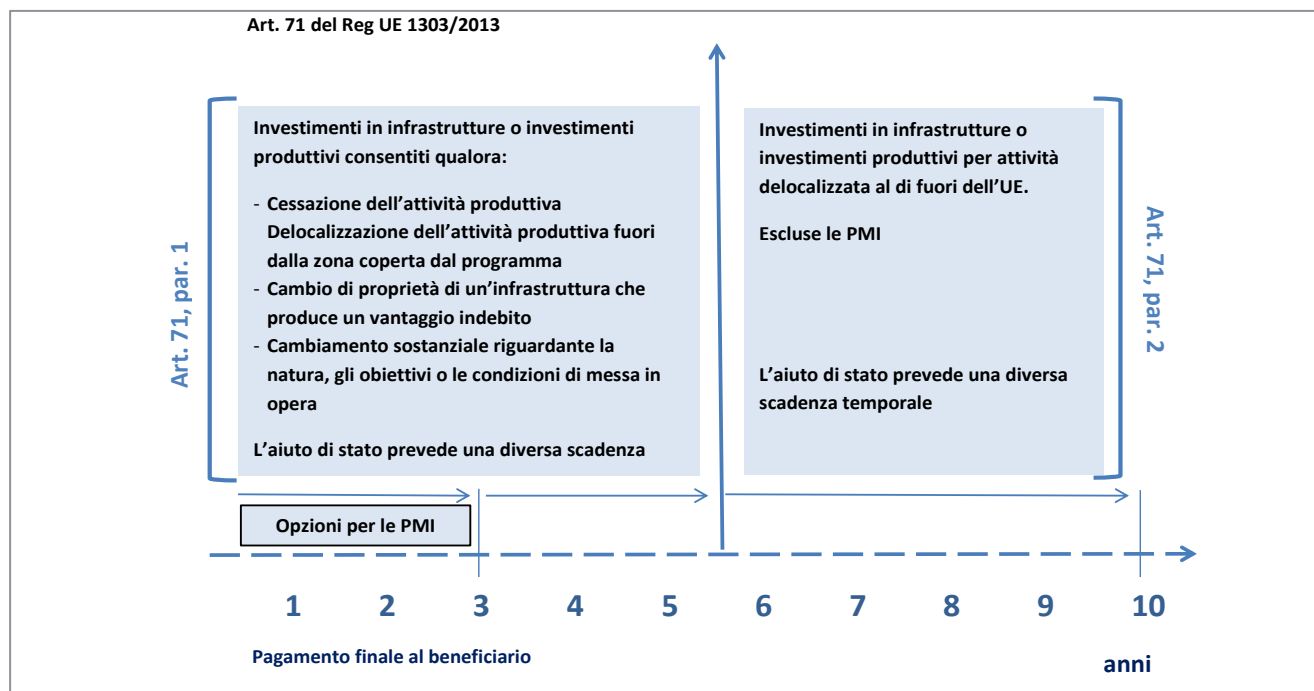 Art. 71 del Reg UE 1303/2013
Art. 71, par. 1
Investimenti in infrastrutture o investimenti
produttivi consentiti qualora:
- Cessazione dell'attività produttiva
Delocalizzazione dell'attività produttiva fuori
dalla zona coperta dal programma
- Cambio di proprietà di un'infrastruttura che
produce un vantaggio indebito
- Cambiamento sostanziale riguardante la
natura, gli obiettivi o le condizioni di messa in
opera
L'aiuto di stato prevede una diversa scadenza
Investimenti in infrastrutture o
investimenti produttivi per attività
delocalizzata al di fuori dell'UE.
Escluse le PMI
L'aiuto di stato prevede una diversa
scadenza temporale
Art. 71, par. 2
Opzioni per le PMI
1 2 3 4 5 6 7 8 9 10
Pagamento finale al beneficiario
anni